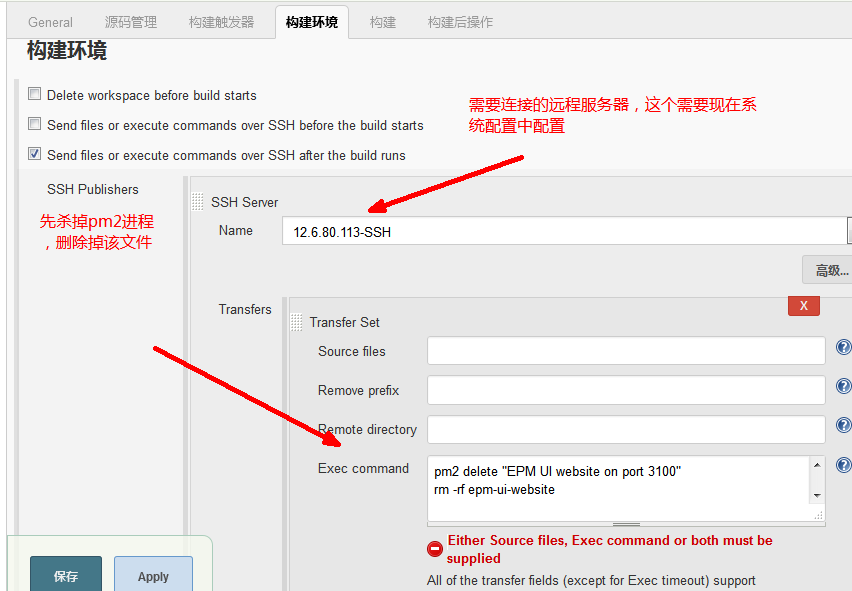 General 源码管理 构建触发器 构建环境 构建 构建后操作
构建环境
Delete workspace before build starts
Send files or execute commands over SSH before the build starts
Send files or execute commands over SSH after the build runs
需要连接的远程服务器，这个需要现在系
统配置中配置
SSH Publishers
先杀掉pm2进程
，删除掉该文件
SSH Server
Name
12.6.80.113-SSH
高级...
Transfers
X
Transfer Set
Source files
Remove prefix
Remote directory
Exec command
pm2 delete "EPM UI website on port 3100"
rm -rf epm-ui-website
Either Source files, Exec command or both must be
supplied
All of the transfer fields (except for Exec timeout) support
保存
Apply